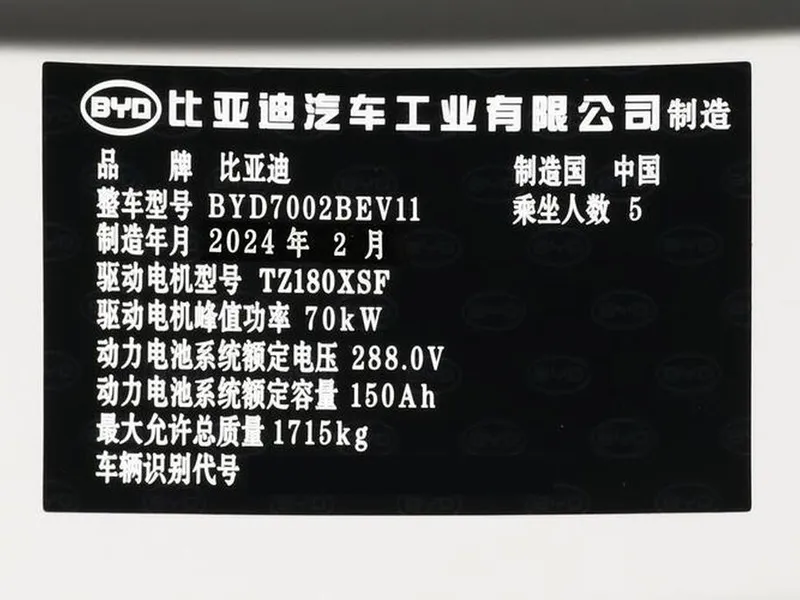 BYD 比亚迪汽车工业有限公司制造
品 牌 比亚迪 制造国 中国
整车型号 BYD7002BEV11 乘坐人数 5
制造年月 2024 年 2 月
驱动电机型号 TZ180XSF
驱动电机峰值功率 70kW
动力电池系统额定电压 288.0V
动力电池系统额定容量 150Ah
最大允许总质量 1715kg
车辆识别代号